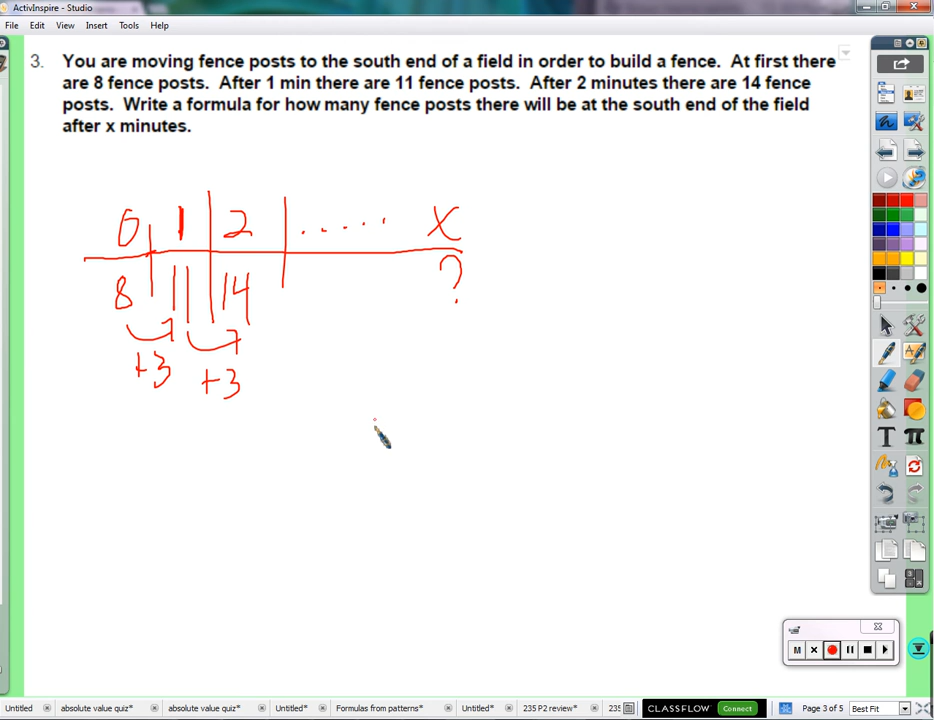 ActivInspire - Studio
File Edit View Insert Tools Help
3. You are moving fence posts to the south end of a field in order to build a fence. At first there
are 8 fence posts. After 1 min there are 11 fence posts. After 2 minutes there are 14 fence
posts. Write a formula for how many fence posts there will be at the south end of the field
after x minutes.
0 1 2 ...... x
8 11 14 ?
+3 +3
T π
M x
Untitled absolute value quiz* absolute value quiz* Untitled* Formulas from patterns* Untitled* 235 P2 review* 235 CLASSFLOW Connect Page 3 of 5 Best Fit